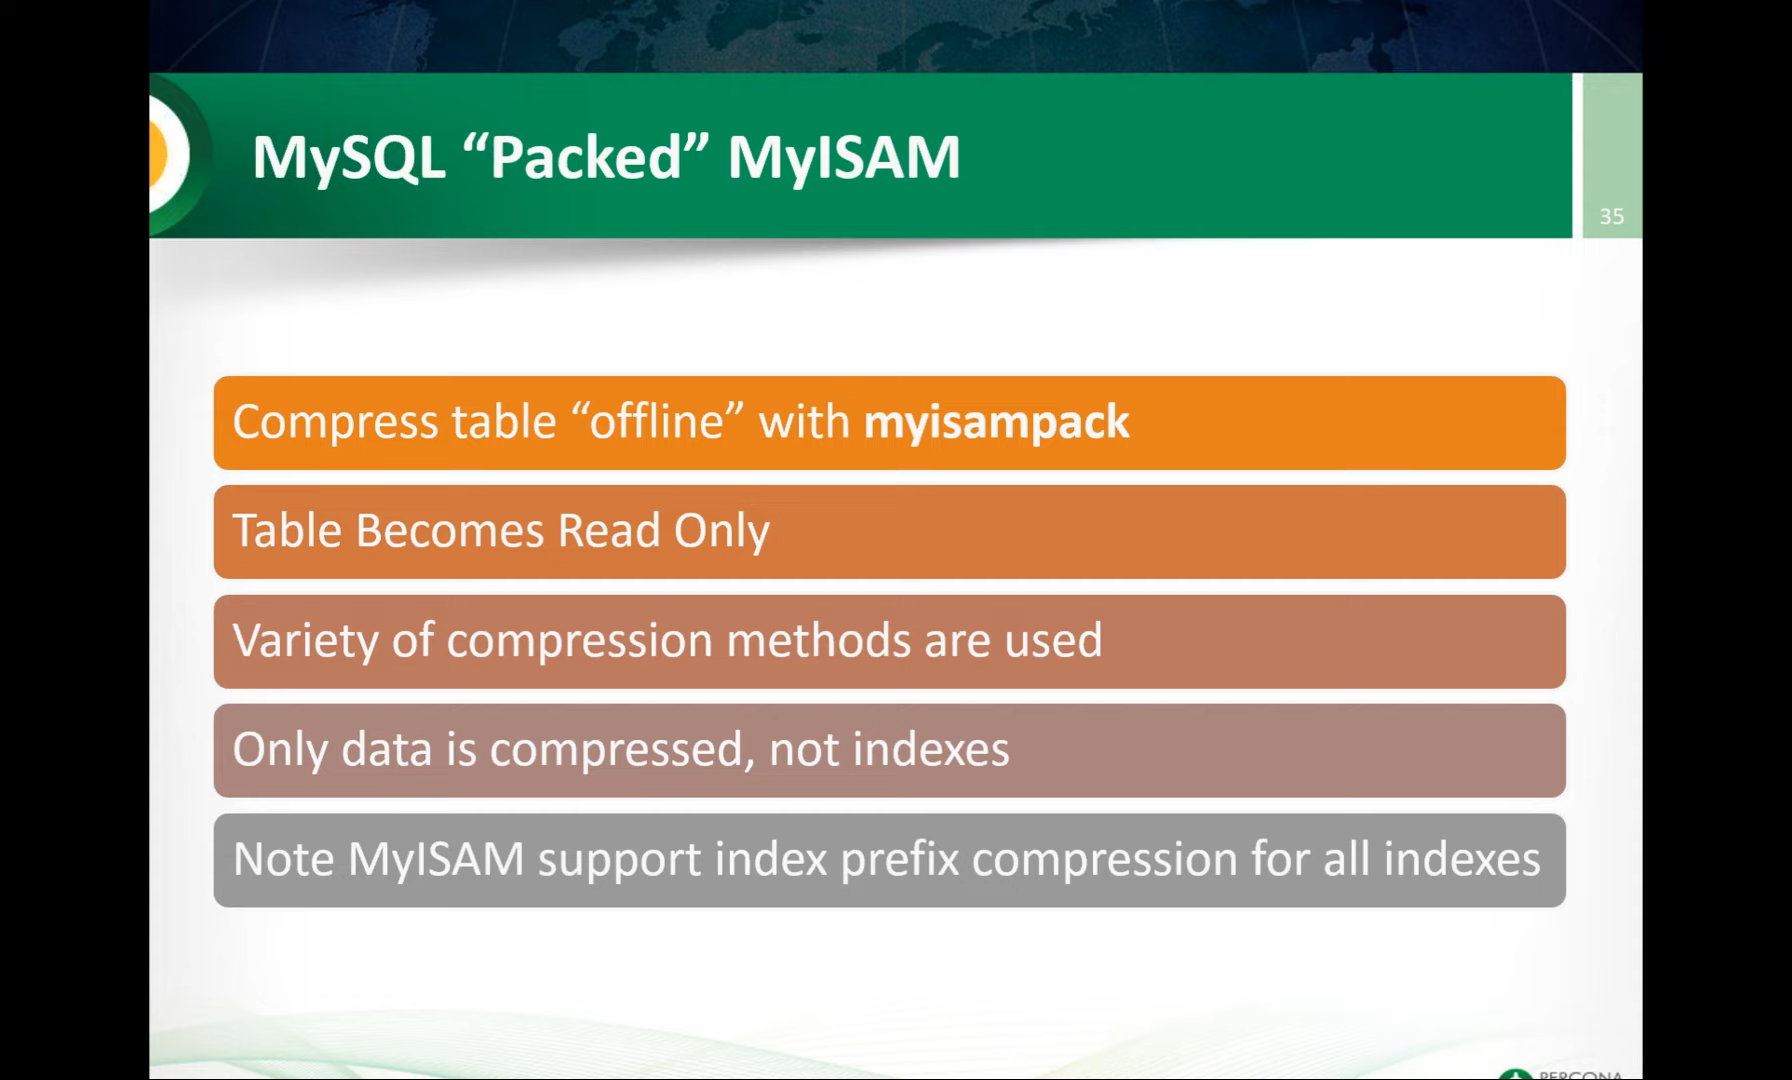 MySQL “Packed” MyISAM
35
Compress table “offline” with myisampack
Table Becomes Read Only
Variety of compression methods are used
Only data is compressed, not indexes
Note MyISAM support index prefix compression for all indexes
PERCONA